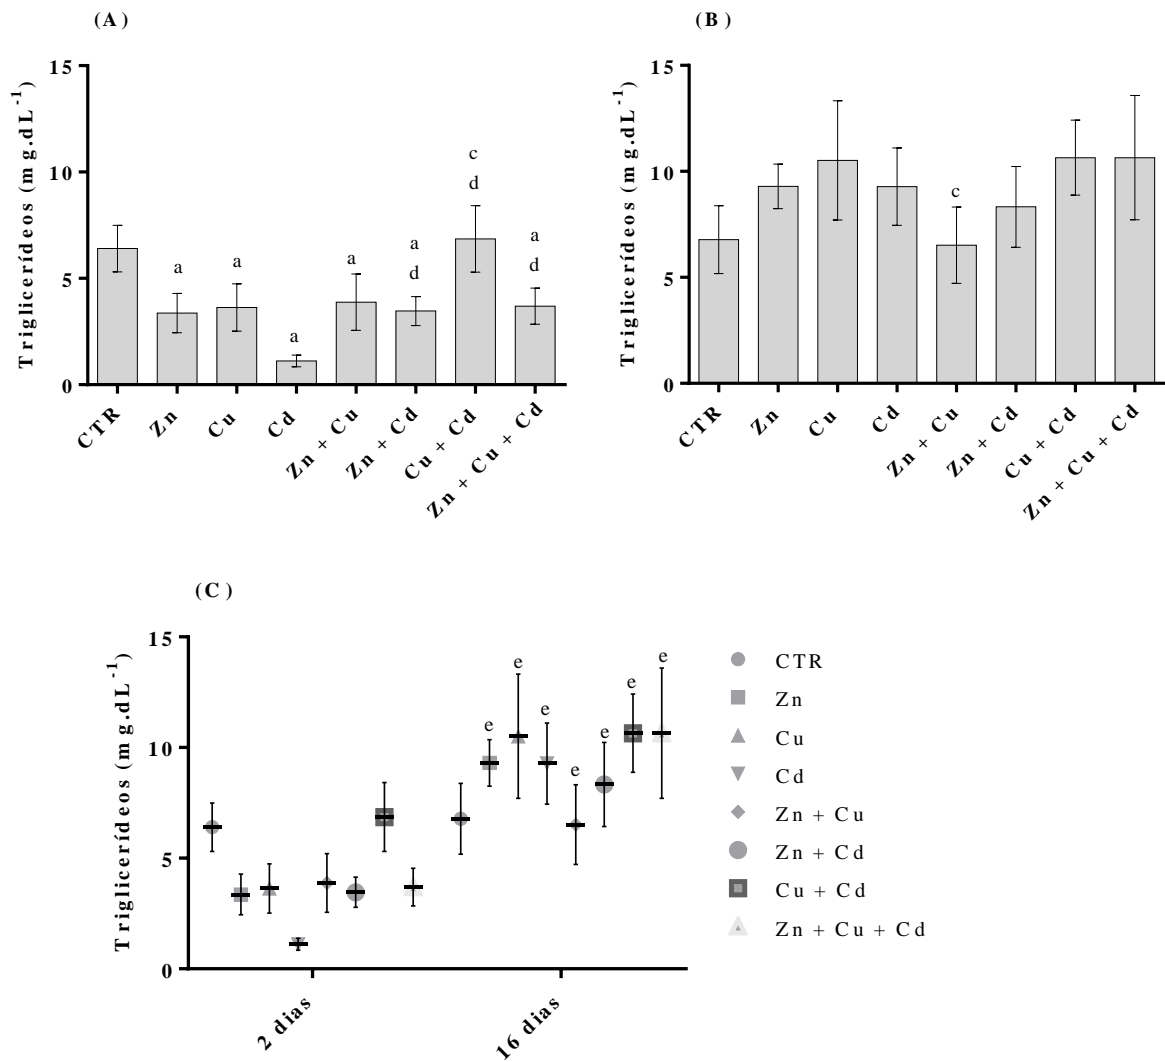 (A)
Triglicerídeos (mg.dL⁻¹)
15
10
5
0
a
a
a
a
a
d
c
d
a
d
CTR
Zn
Cu
Cd
Zn + Cu
Zn + Cd
Cu + Cd
Zn + Cu + Cd
(B)
Triglicerídeos (mg.dL⁻¹)
15
10
5
0
c
CTR
Zn
Cu
Cd
Zn + Cu
Zn + Cd
Cu + Cd
Zn + Cu + Cd
(C)
Triglicerídeos (mg.dL⁻¹)
15
10
5
0
e
e
e
e
e
e
e
2 dias
16 dias
CTR
Zn
Cu
Cd
Zn + Cu
Zn + Cd
Cu + Cd
Zn + Cu + Cd